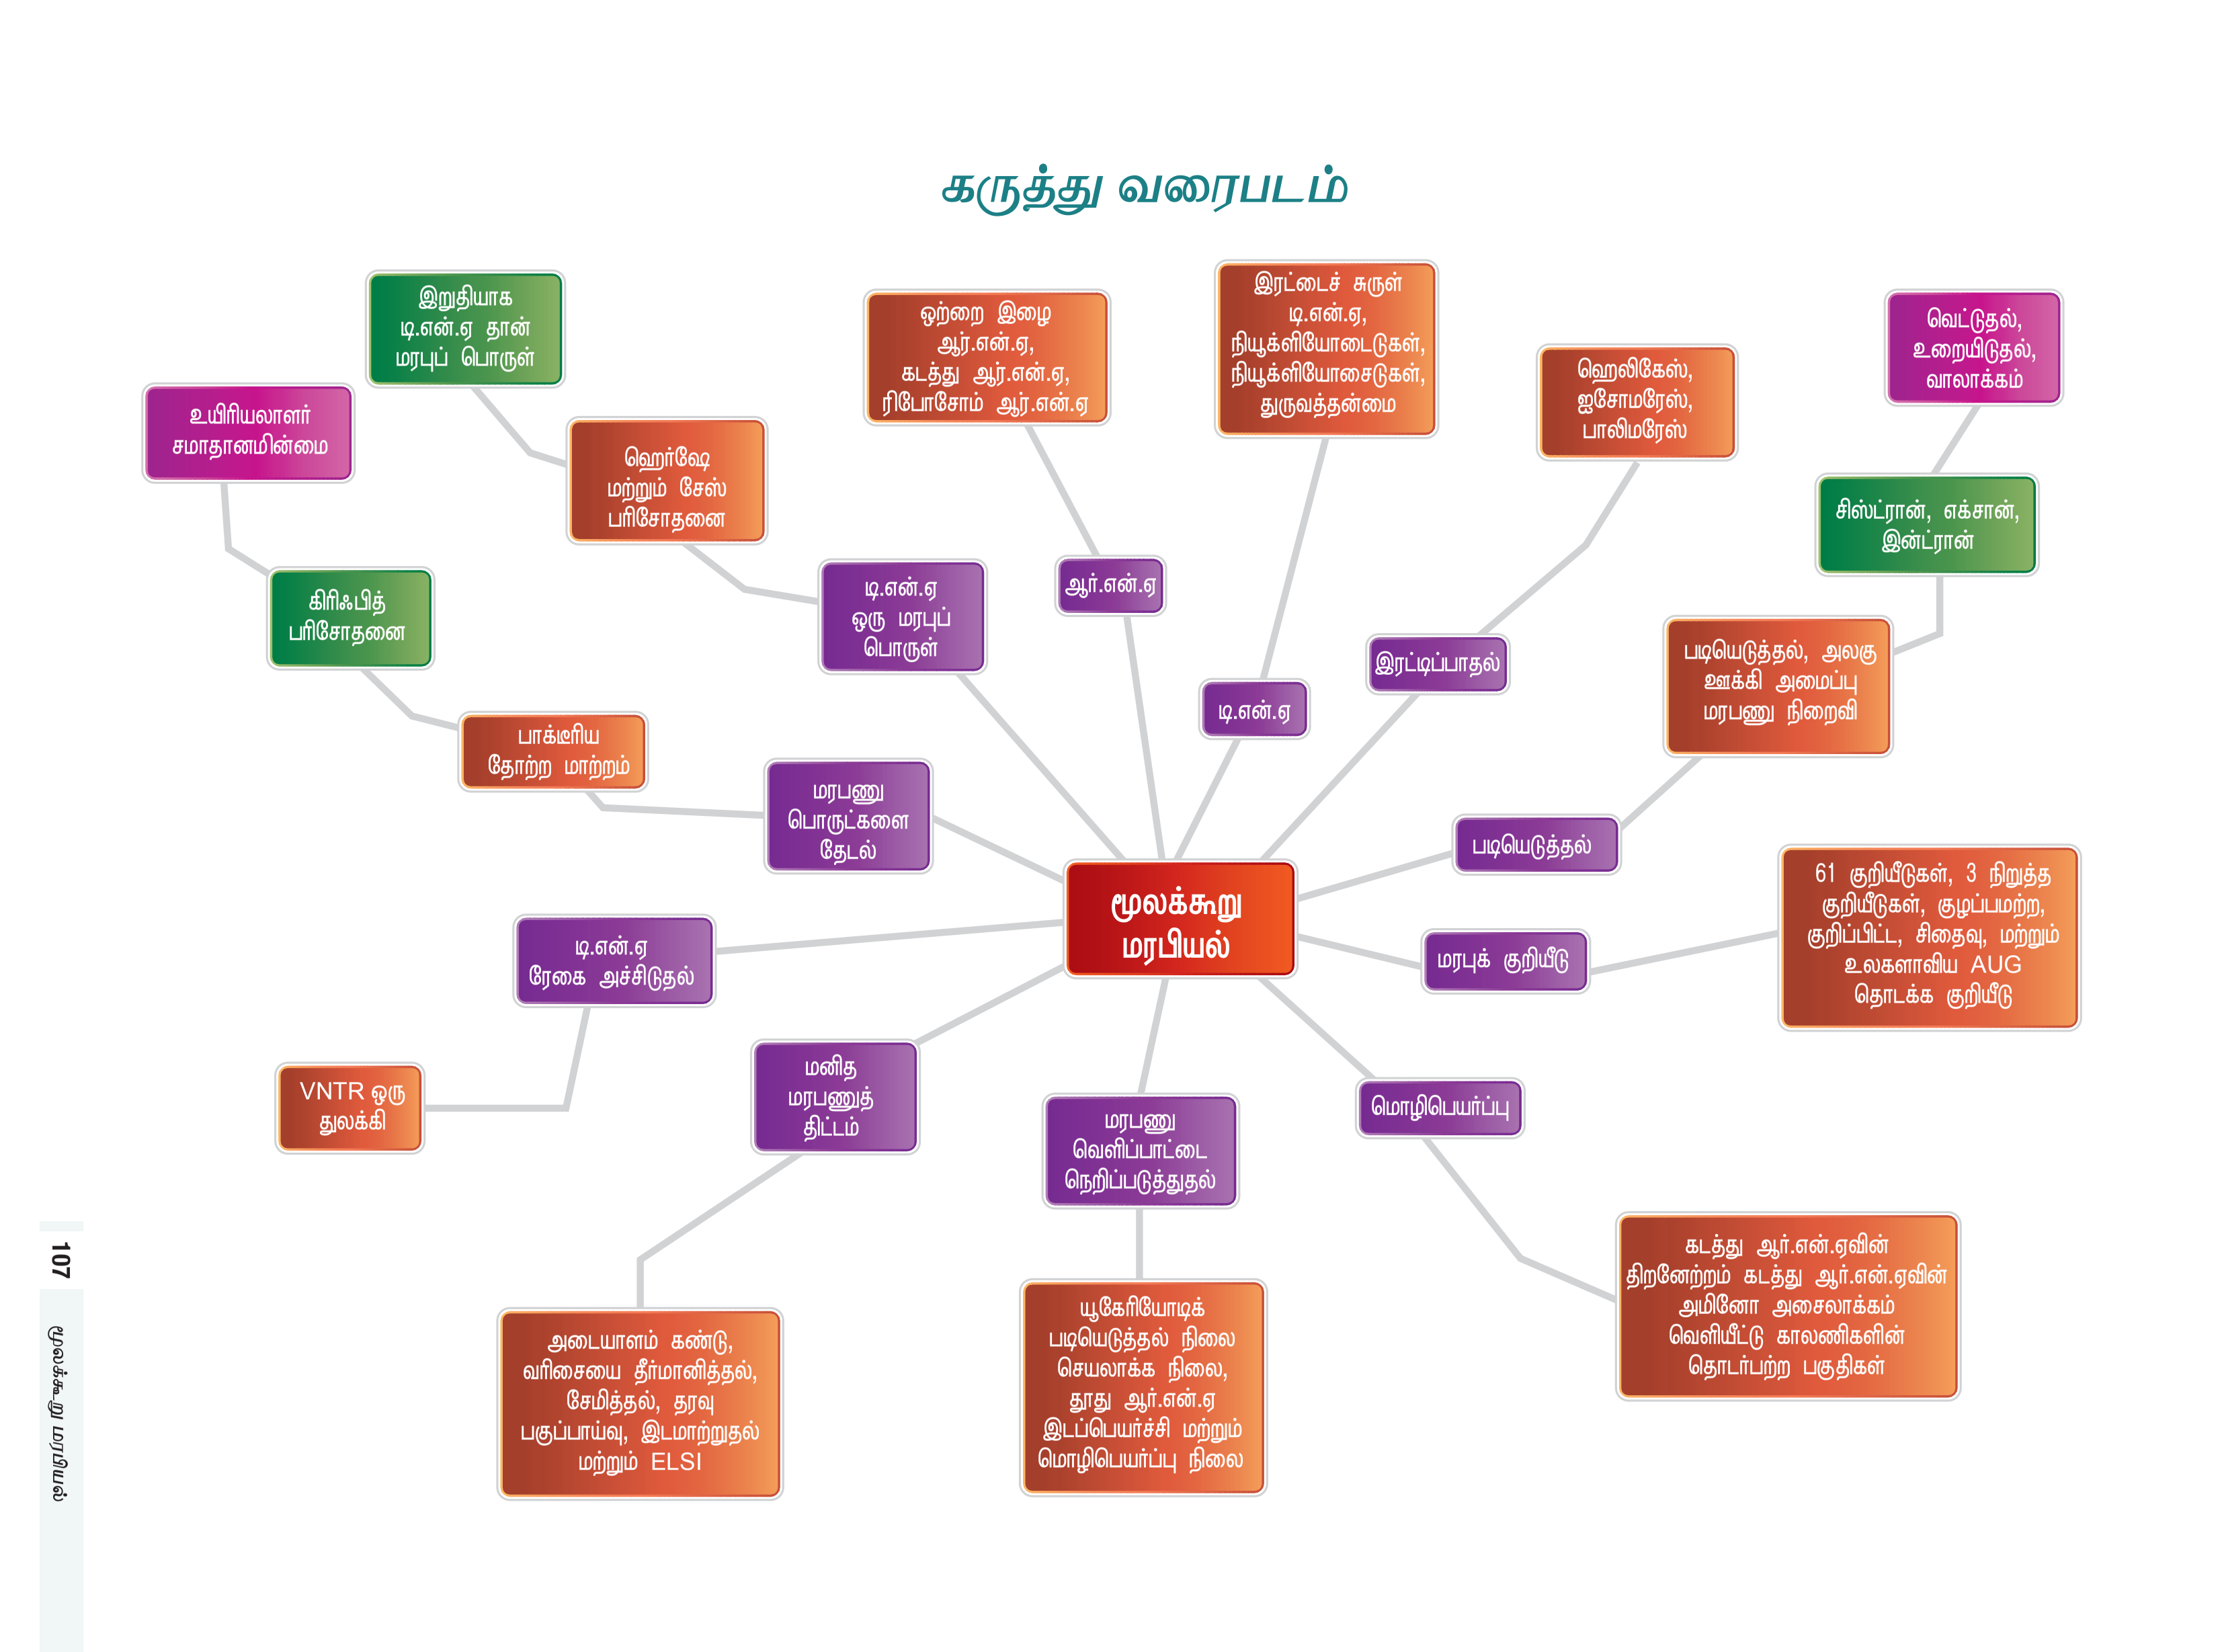 கருத்து வரைபடம்
இறுதியாக
டி.என்.ஏ தான்
மரபுப் பொருள்
உயிரியலாளர்
சமாதானமின்மை
ஹெர்ஷே
மற்றும் சேஸ்
பரிசோதனை
கிரிஃபித்
பரிசோதனை
பாக்டீரிய
தோற்ற மாற்றம்
டி.என்.ஏ
ஒரு மரபுப்
பொருள்
மரபணு
பொருட்களை
தேடல்
ஒற்றை இழை
ஆர்.என்.ஏ,
கடத்து ஆர்.என்.ஏ,
ரிபோசோம் ஆர்.என்.ஏ
ஆர்.என்.ஏ
இரட்டைச் சுருள்
டி.என்.ஏ,
நியூக்ளியோடைடுகள்,
நியூக்ளியோசைடுகள்,
துருவத்தன்மை
டி.என்.ஏ
ஹெலிகேஸ்,
ஐசோமரேஸ்,
பாலிமரேஸ்
இரட்டிப்பாதல்
வெட்டுதல்,
உறையிடுதல்,
வாலாக்கம்
சிஸ்ட்ரான், எக்சான்,
இன்ட்ரான்
படியெடுத்தல், அலகு
ஊக்கி அமைப்பு
மரபணு நிறைவி
படியெடுத்தல்
61 குறியீடுகள், 3 நிறுத்த
குறியீடுகள், குழப்பமற்ற,
குறிப்பிட்ட, சிதைவு, மற்றும்
உலகளாவிய AUG
தொடக்க குறியீடு
மரபுக் குறியீடு
மூலக்கூறு
மரபியல்
டி.என்.ஏ
ரேகை அச்சிடுதல்
VNTR ஒரு
துலக்கி
மனித
மரபணுத்
திட்டம்
அடையாளம் கண்டு,
வரிசையை தீர்மானித்தல்,
சேமித்தல், தரவு
பகுப்பாய்வு, இடமாற்றுதல்
மற்றும் ELSI
மரபணு
வெளிப்பாட்டை
நெறிப்படுத்துதல்
யூகேரியோடிக்
படியெடுத்தல் நிலை
செயலாக்க நிலை,
தூது ஆர்.என்.ஏ
இடப்பெயர்ச்சி மற்றும்
மொழிபெயர்ப்பு நிலை
மொழிபெயர்ப்பு
கடத்து ஆர்.என்.ஏவின்
திறனேற்றம் கடத்து ஆர்.என்.ஏவின்
அமினோ அசைலாக்கம்
வெளியீட்டு காலணிகளின்
தொடர்பற்ற பகுதிகள்
107
மூலக்கூறு மரபியல்